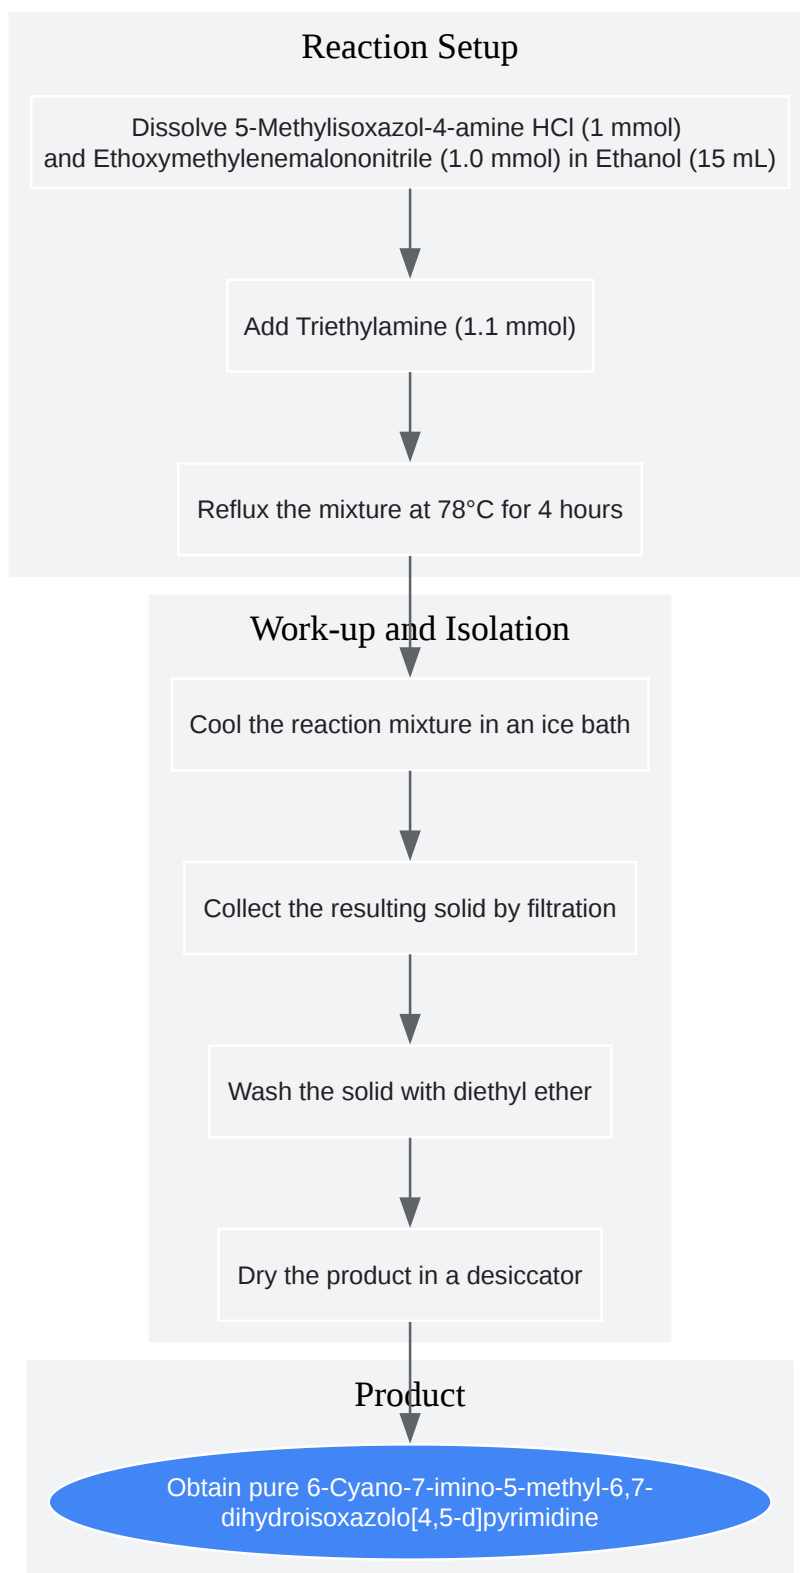 Reaction Setup
Dissolve 5-Methylisoxazol-4-amine HCl (1 mmol)
and Ethoxymethylenemalononitrile (1.0 mmol) in Ethanol (15 mL)
Add Triethylamine (1.1 mmol)
Reflux the mixture at 78°C for 4 hours
Work-up and Isolation
Cool the reaction mixture in an ice bath
Collect the resulting solid by filtration
Wash the solid with diethyl ether
Dry the product in a desiccator
Product
Obtain pure 6-Cyano-7-imino-5-methyl-6,7-
dihydroisoxazolo[4,5-d]pyrimidine